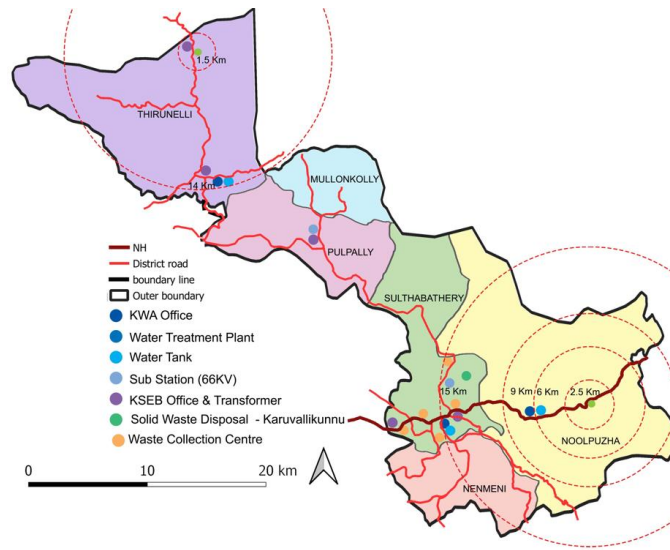 1.5 Km
THIRUNELLI
14 Km
MULLONKOLLY
PULPALLY
SULTHABATHERY
NH
District road
boundary line
Outer boundary
KWA Office
Water Treatment Plant
Water Tank
Sub Station (66KV)
KSEB Office & Transformer
Solid Waste Disposal - Karuvallikunnu
Waste Collection Centre
15 Km
9 Km 6 Km 2.5 Km
NOOLPUZHA
NENMENI
0 10 20 km